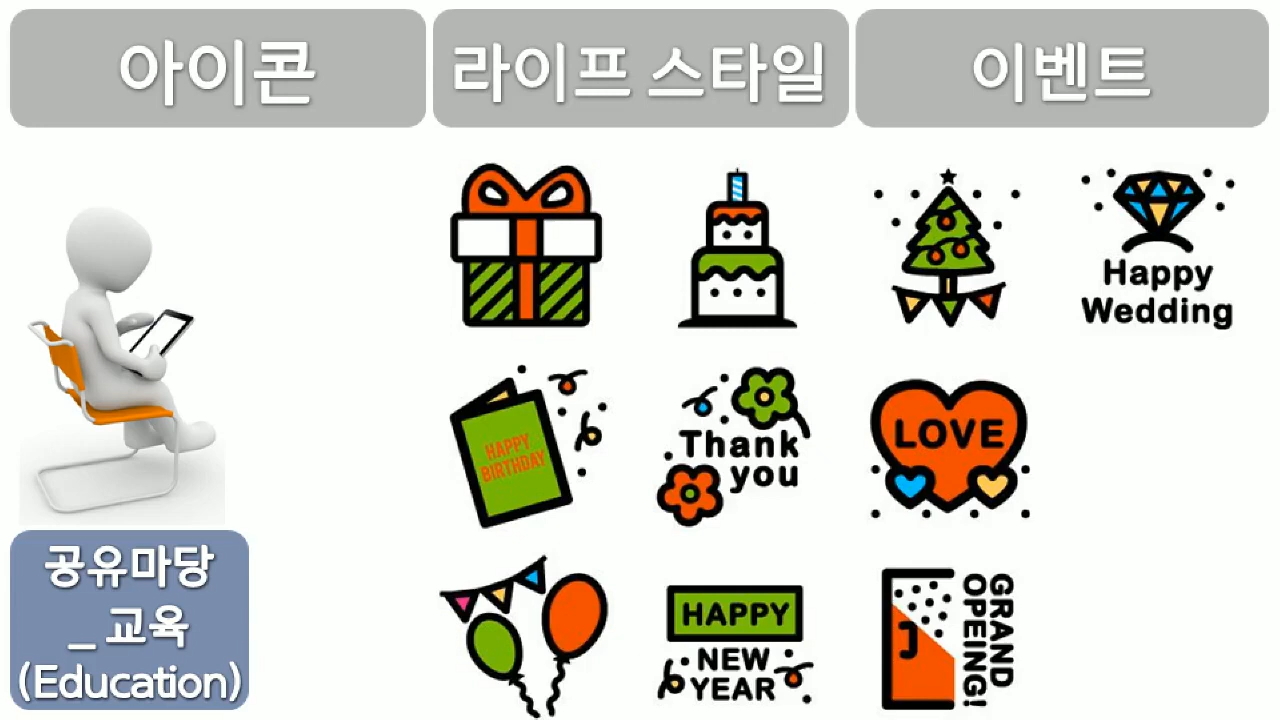 아이콘
라이프 스타일
이벤트
Happy
Wedding
HAPPY
BIRTHDAY
Thank
you
LOVE
HAPPY
NEW
YEAR
GRAND
OPEING!
공유마당
_ 교육
(Education)